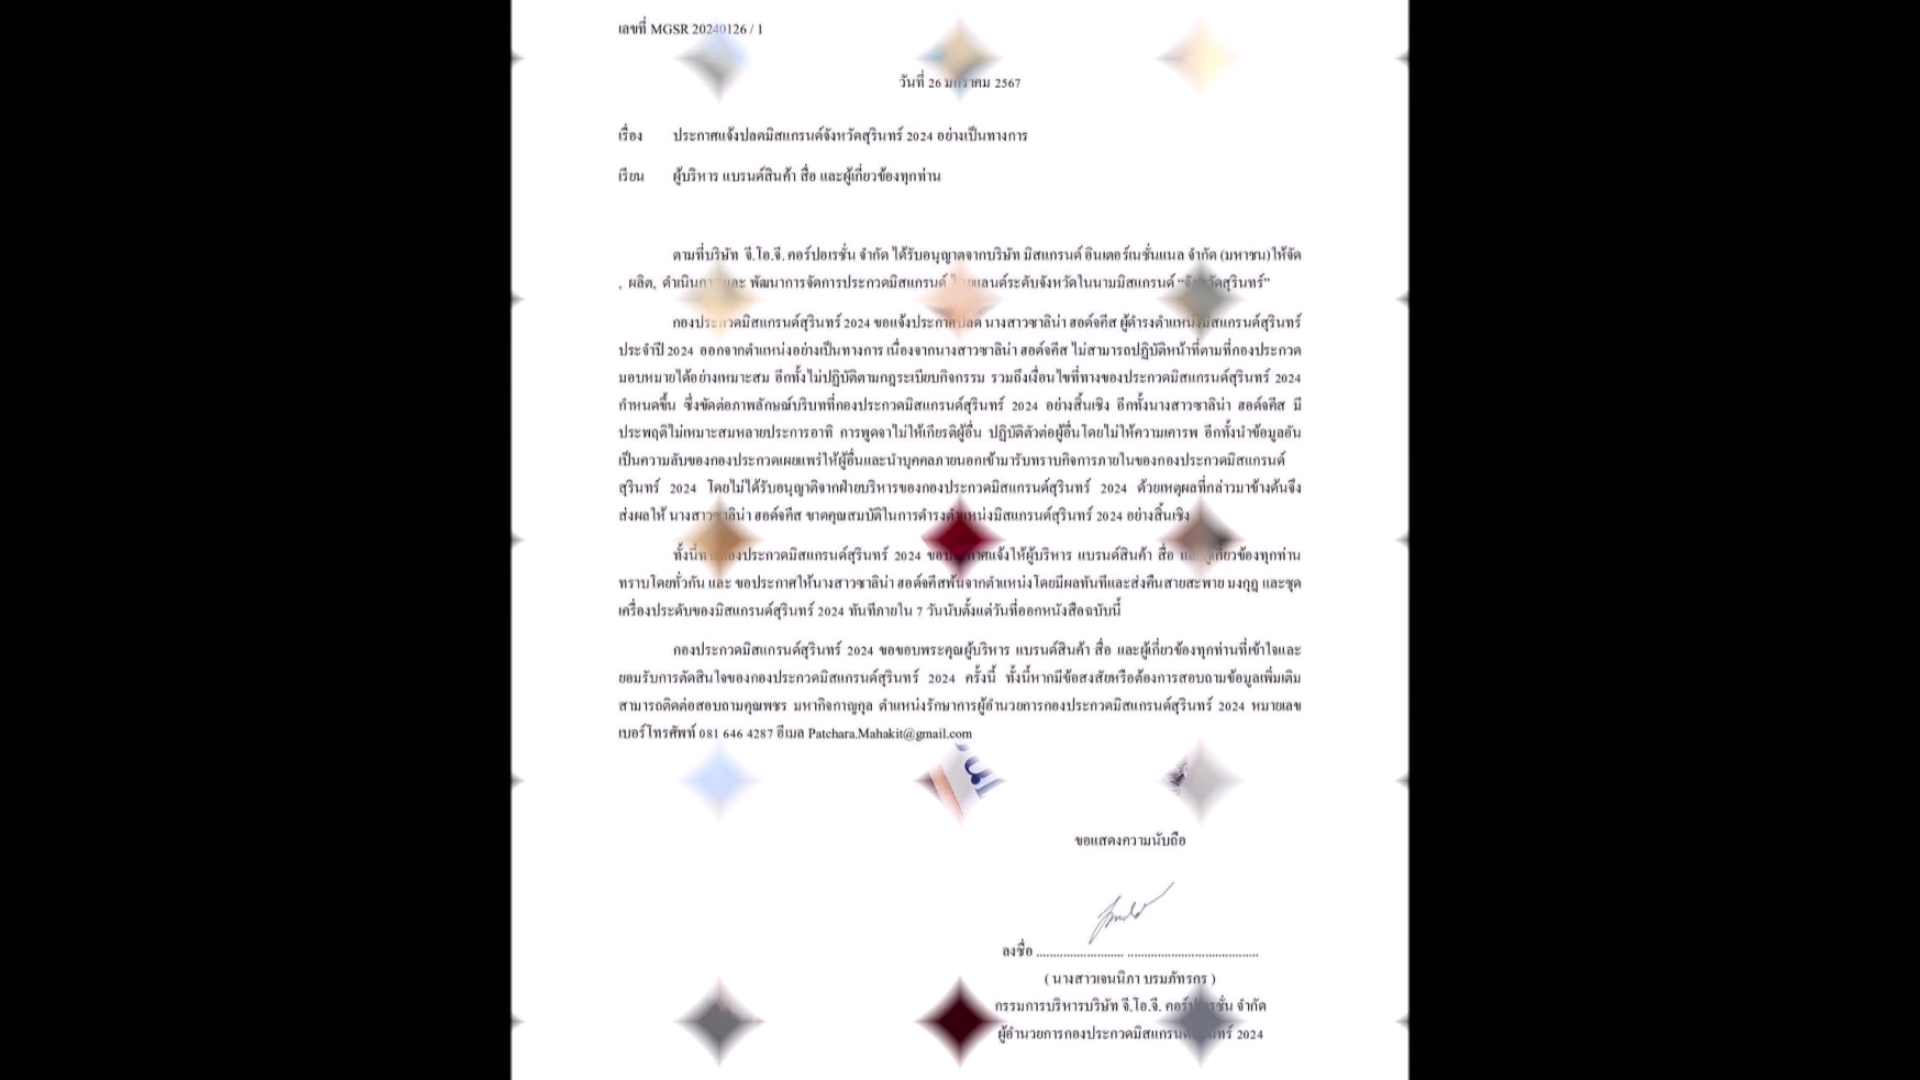 เลขที่ MGSR 20240126 / 1
วันที่ 26 มกราคม 2567
เรื่อง ประกาศแจ้งปลดมิสแกรนด์จังหวัดสุรินทร์ 2024 อย่างเป็นทางการ
เรียน ผู้บริหาร แบรนด์สินค้า สื่อ และผู้เกี่ยวข้องทุกท่าน
ตามที่บริษัท จี.โอ.จี. คอร์ปอเรชั่น จำกัด ได้รับอนุญาตจากบริษัท มิสแกรนด์ อินเตอร์เนชั่นแนล จำกัด (มหาชน)ให้จัด
, ผลิต, ดำเนินการ และ พัฒนาการจัดการประกวดมิสแกรนด์ ไทยแลนด์ระดับจังหวัดในนามมิสแกรนด์ “จังหวัดสุรินทร์”
กองประกวดมิสแกรนด์สุรินทร์ 2024 ขอแจ้งประกาศปลด นางสาวซาลิน่า ฮอต์จคีส ผู้ดำรงตำแหน่งมิสแกรนด์สุรินทร์
ประจำปี 2024 ออกจากตำแหน่งอย่างเป็นทางการ เนื่องจากนางสาวซาลิน่า ฮอต์จคีส ไม่สามารถปฏิบัติหน้าที่ตามที่กองประกวด
มอบหมายได้อย่างเหมาะสม อีกทั้งไม่ปฏิบัติตามกฎระเบียบกิจกรรม รวมถึงเงื่อนไขที่ทางของประกวดมิสแกรนด์สุรินทร์ 2024
กำหนดขึ้น ซึ่งขัดต่อภาพลักษณ์บริบทที่กองประกวดมิสแกรนด์สุรินทร์ 2024 อย่างสิ้นเชิง อีกทั้งนางสาวซาลิน่า ฮอต์จคีส มี
ประพฤติไม่เหมาะสมหลายประการอาทิ การพูดจาไม่ให้เกียรติผู้อื่น ปฏิบัติตัวต่อผู้อื่นโดยไม่ให้ความเคารพ อีกทั้งนำข้อมูลอัน
เป็นความลับของกองประกวดเผยแพร่ให้ผู้อื่นและนำบุคคลภายนอกเข้ามารับทราบกิจการภายในของกองประกวดมิสแกรนด์
สุรินทร์ 2024 โดยไม่ได้รับอนุญาติจากฝ่ายบริหารของกองประกวดมิสแกรนด์สุรินทร์ 2024 ด้วยเหตุผลที่กล่าวมาข้างต้นจึง
ส่งผลให้ นางสาวซาลิน่า ฮอต์จคีส ขาดคุณสมบัติในการดำรงตำแหน่งมิสแกรนด์สุรินทร์ 2024 อย่างสิ้นเชิง
ทั้งนี้ทางกองประกวดมิสแกรนด์สุรินทร์ 2024 ขอประกาศแจ้งให้ผู้บริหาร แบรนด์สินค้า สื่อ และผู้เกี่ยวข้องทุกท่าน
ทราบโดยทั่วกัน และ ขอประกาศให้นางสาวซาลิน่า ฮอต์จคีสพ้นจากตำแหน่งโดยมีผลทันทีและส่งคืนสายสะพาย มงกุฎ และชุด
เครื่องประดับของมิสแกรนด์สุรินทร์ 2024 ทันทีภายใน 7 วันนับตั้งแต่วันที่ออกหนังสือฉบับนี้
กองประกวดมิสแกรนด์สุรินทร์ 2024 ขอขอบพระคุณผู้บริหาร แบรนด์สินค้า สื่อ และผู้เกี่ยวข้องทุกท่านที่เข้าใจและ
ยอมรับการตัดสินใจของกองประกวดมิสแกรนด์สุรินทร์ 2024 ครั้งนี้ ทั้งนี้หากมีข้อสงสัยหรือต้องการสอบถามข้อมูลเพิ่มเติม
สามารถติดต่อสอบถามคุณพชร มหากิจกาญกุล ตำแหน่งรักษาการผู้อำนวยการกองประกวดมิสแกรนด์สุรินทร์ 2024 หมายเลข
เบอร์โทรศัพท์ 081 646 4287 อีเมล Patchara.Mahakit@gmail.com
ขอแสดงความนับถือ
ลงชื่อ
( นางสาวเจนนิภา บรมภัทรกร )
กรรมการบริหารบริษัท จี.โอ.จี. คอร์ปอเรชั่น จำกัด
ผู้อำนวยการกองประกวดมิสแกรนด์สุรินทร์ 2024